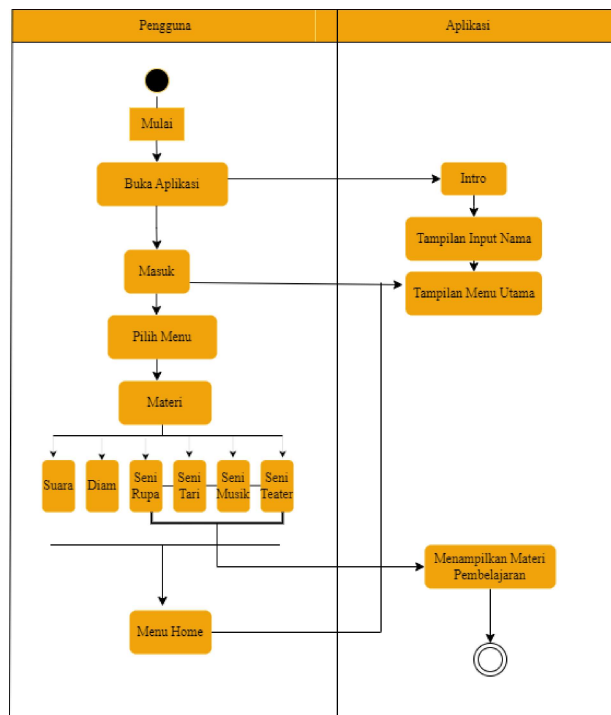 Pengguna
Aplikasi
Mulai
Buka Aplikasi
Intro
Tampilan Input Nama
Masuk
Tampilan Menu Utama
Pilih Menu
Materi
Suara
Diam
Seni
Rupa
Seni
Tari
Seni
Musik
Seni
Teater
Menampilkan Materi
Pembelajaran
Menu Home